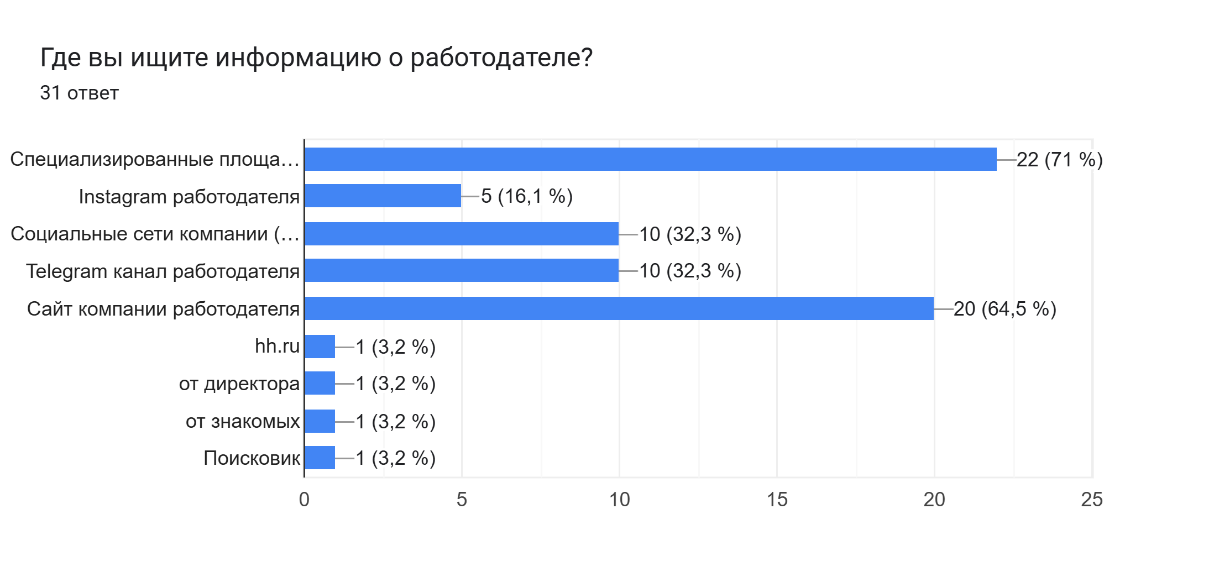 Где вы ищите информацию о работодателе?
31 ответ
Специализированные площа… 22 (71 %)
Instagram работодателя 5 (16,1 %)
Социальные сети компании (… 10 (32,3 %)
Telegram канал работодателя 10 (32,3 %)
Сайт компании работодателя 20 (64,5 %)
hh.ru 1 (3,2 %)
от директора 1 (3,2 %)
от знакомых 1 (3,2 %)
Поисковик 1 (3,2 %)
0 5 10 15 20 25